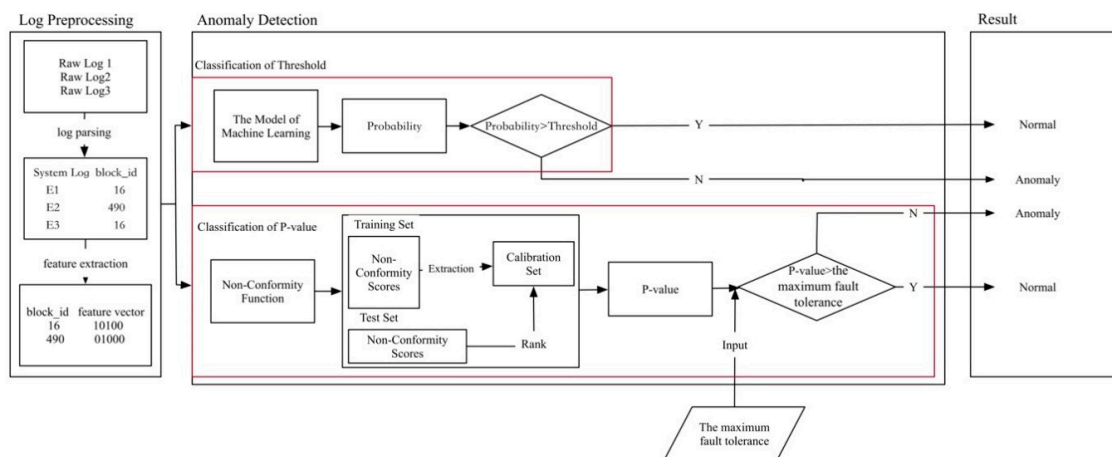 Log Preprocessing
Raw Log 1
Raw Log2
Raw Log3
log parsing
System Log block_id
E1 16
E2 490
E3 16
feature extraction
block_id feature vector
16 10100
490 01000
Anomaly Detection
Classification of Threshold
The Model of
Machine Learning
Probability
Probability>Threshold
Y
N
Classification of P-value
Non-Conformity
Function
Training Set
Non-
Conformity
Scores
Extraction
Calibration
Set
Test Set
Non-Conformity
Scores
Rank
P-value
P-value>the
maximum fault
tolerance
N
Y
Input
The maximum
fault tolerance
Result
Normal
Anomaly
Anomaly
Normal